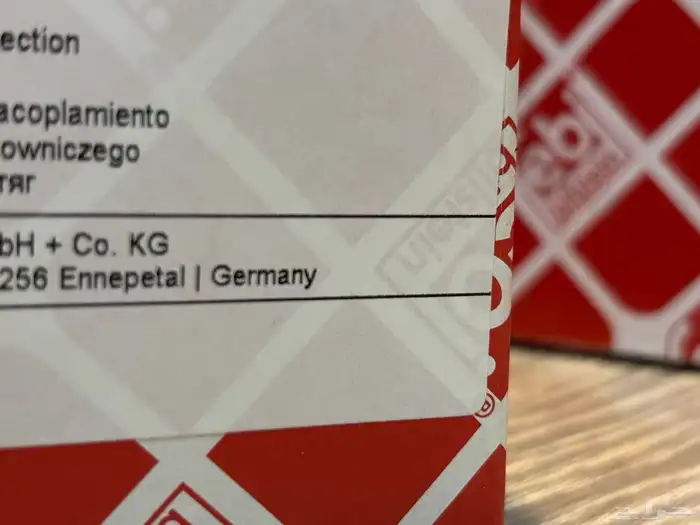 ection
acoplamiento
owniczego
тяг
bH + Co. KG
256 Ennepetal | Germany
®